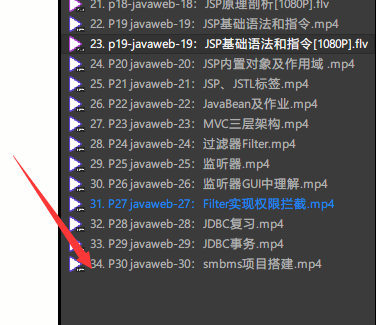 21. p18-javaweb-18：JSP原理剖析[1080P].flv
22. P19 javaweb-19：JSP基础语法和指令.mp4
23. p19-javaweb-19：JSP基础语法和指令[1080P].flv
24. P20 javaweb-20：JSP内置对象及作用域 .mp4
25. P21 javaweb-21：JSP、JSTL标签.mp4
26. P22 javaweb-22：JavaBean及作业.mp4
27. P23 javaweb-23：MVC三层架构.mp4
28. P24 javaweb-24：过滤器Filter.mp4
29. P25 javaweb-25：监听器.mp4
30. P26 javaweb-26：监听器GUI中理解.mp4
31. P27 javaweb-27：Filter实现权限拦截.mp4
32. P28 javaweb-28：JDBC复习.mp4
33. P29 javaweb-29：JDBC事务.mp4
34. P30 javaweb-30：smbms项目搭建.mp4